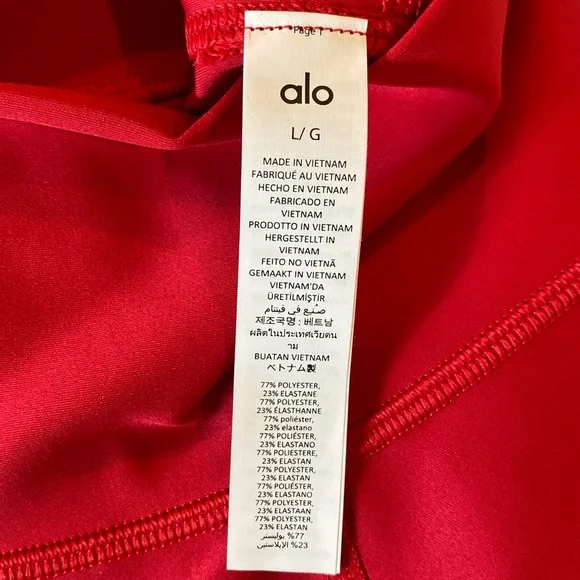 Page 1
alo
L/ G
MADE IN VIETNAM
FABRIQUÉ AU VIETNAM
HECHO EN VIETNAM
FABRICADO EN
VIETNAM
PRODOTTO IN VIETNAM
HERGESTELLT IN
VIETNAM
FEITO NO VIETNÃ
GEMAAKT IN VIETNAM
VIETNAM'DA
ÜRETİLMİŞTİR
صُنِع في فيتنام
제조국명 : 베트남
ผลิตในประเทศเวียดน
าม
BUATAN VIETNAM
ベトナム製
77% POLYESTER,
23% ELASTANE
77% POLYESTER,
23% ÉLASTHANNE
77% poliéster,
23% elastano
77% POLIÉSTER,
23% ELASTANO
77% POLIESTERE,
23% ELASTAN
77% POLYESTER,
23% ELASTAN
77% POLIÉSTER,
23% ELASTANO
77% POLYESTER,
23% ELASTAAN
77% POLYESTER,
23% ELASTAN
77% بوليستر
23% الإيلاستين